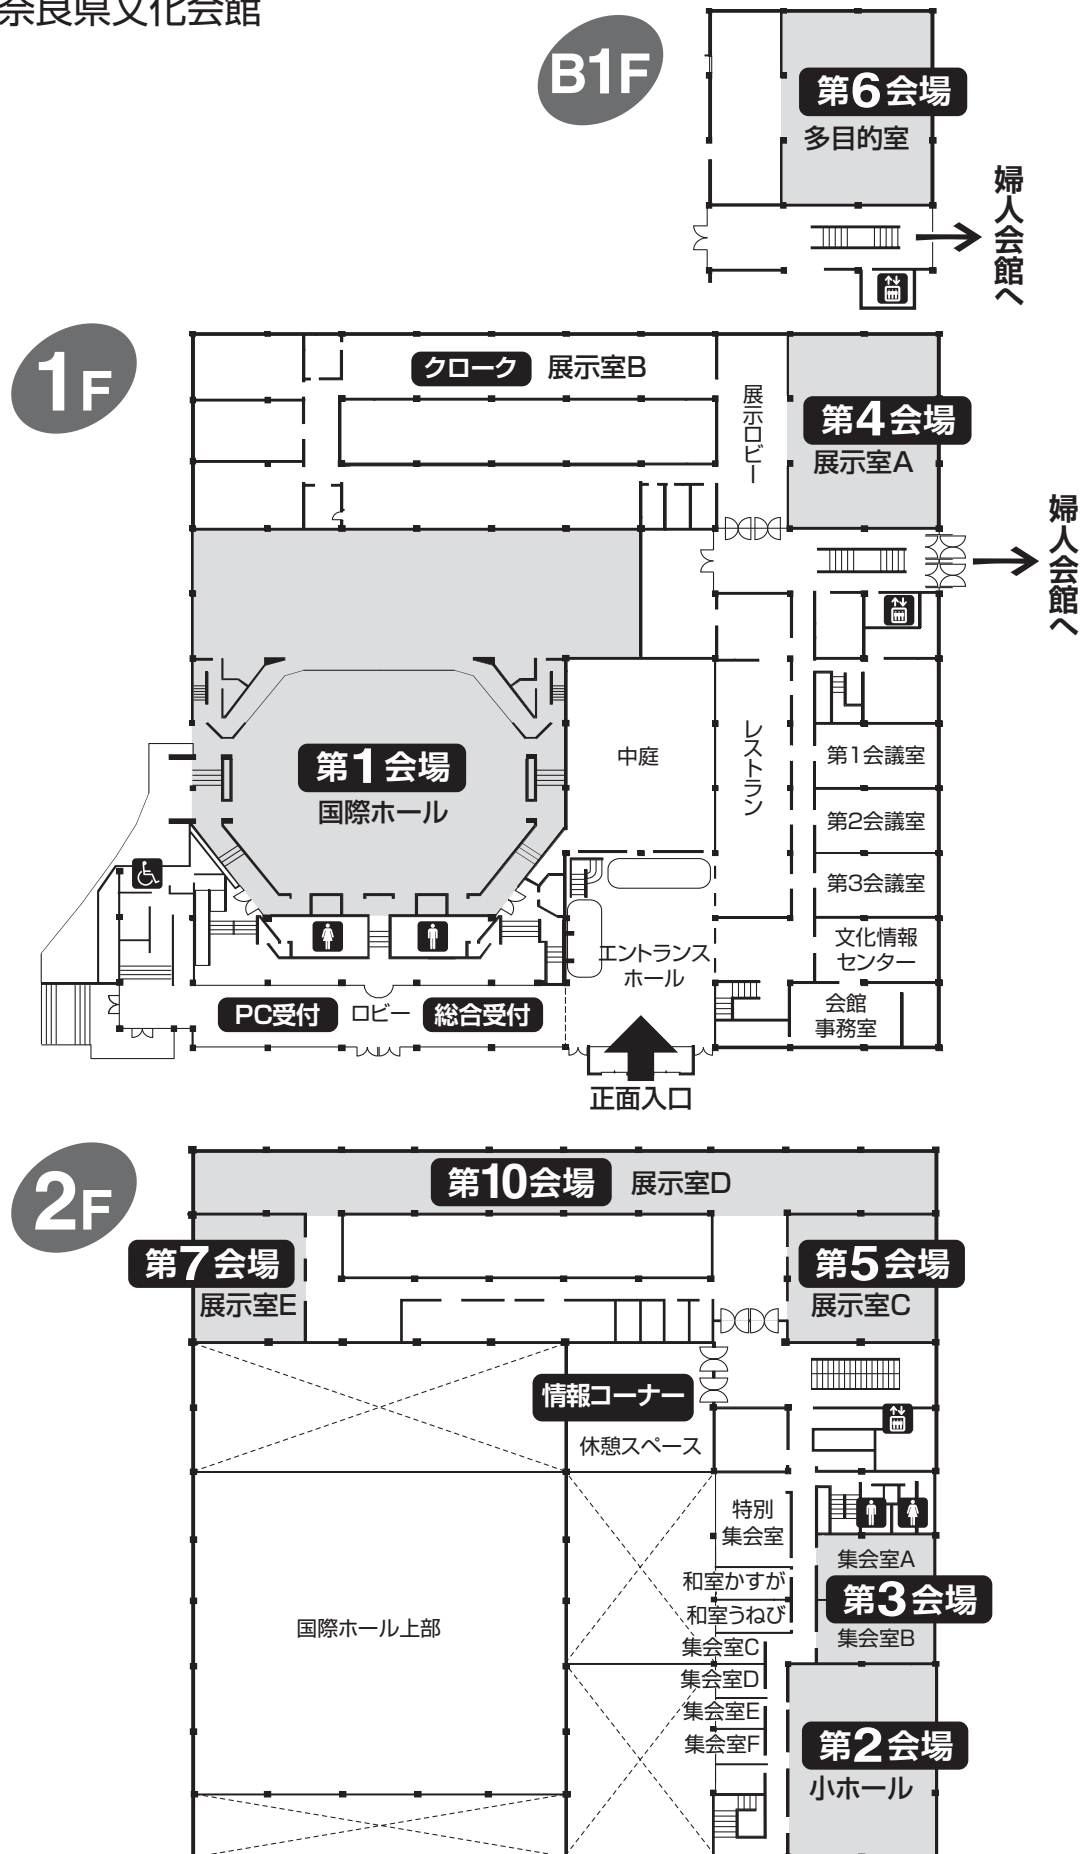 奈良県文化会館
B1F
第6会場
多目的室
婦人会館へ
1F
クローク 展示室B
展示ロビー
第4会場
展示室A
婦人会館へ
第1会場
国際ホール
中庭
レストラン
第1会議室
第2会議室
第3会議室
文化情報
センター
エントランス
ホール
会館
事務室
PC受付 ロビー 総合受付
正面入口
2F
第10会場 展示室D
第7会場
展示室E
第5会場
展示室C
情報コーナー
休憩スペース
特別
集会室
集会室A
和室かすが
第3会場
和室うねび
国際ホール上部
集会室B
集会室C
集会室D
集会室E
集会室F
第2会場
小ホール